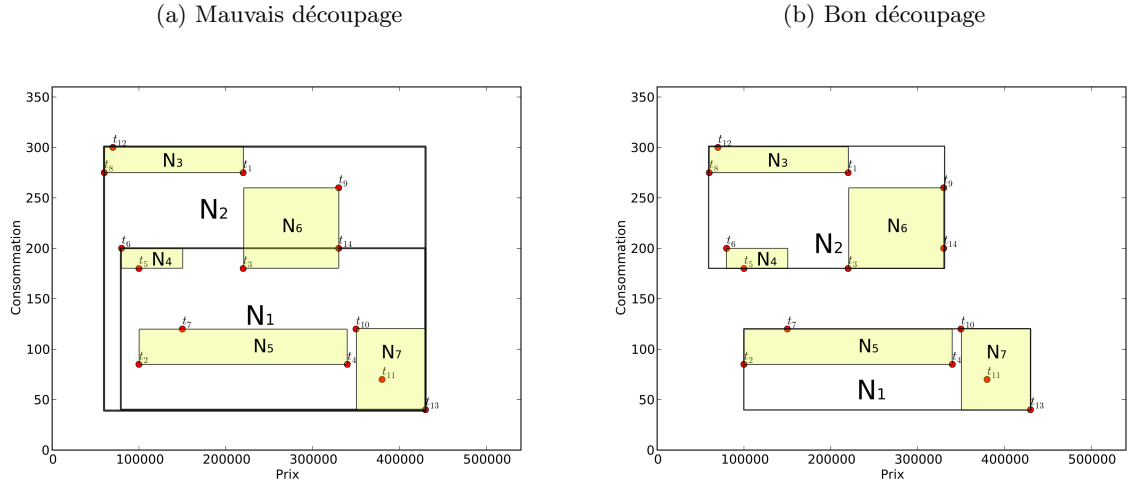 (a) Mauvais découpage
350
300
250
200
150
100
50
0
Consommation
t12
N3
t8
t1
t9
N2
N6
t6
t14
N4
t5
t3
N1
t7
t10
N5
N7
t2
t4
t11
t13
0
100000
200000
300000
400000
500000
Prix
(b) Bon découpage
350
300
250
200
150
100
50
0
Consommation
t12
N3
t8
t1
t9
N6
N2
t6
t14
N4
t5
t3
t7
t10
N5
N7
t2
t4
t11
N1
t13
0
100000
200000
300000
400000
500000
Prix